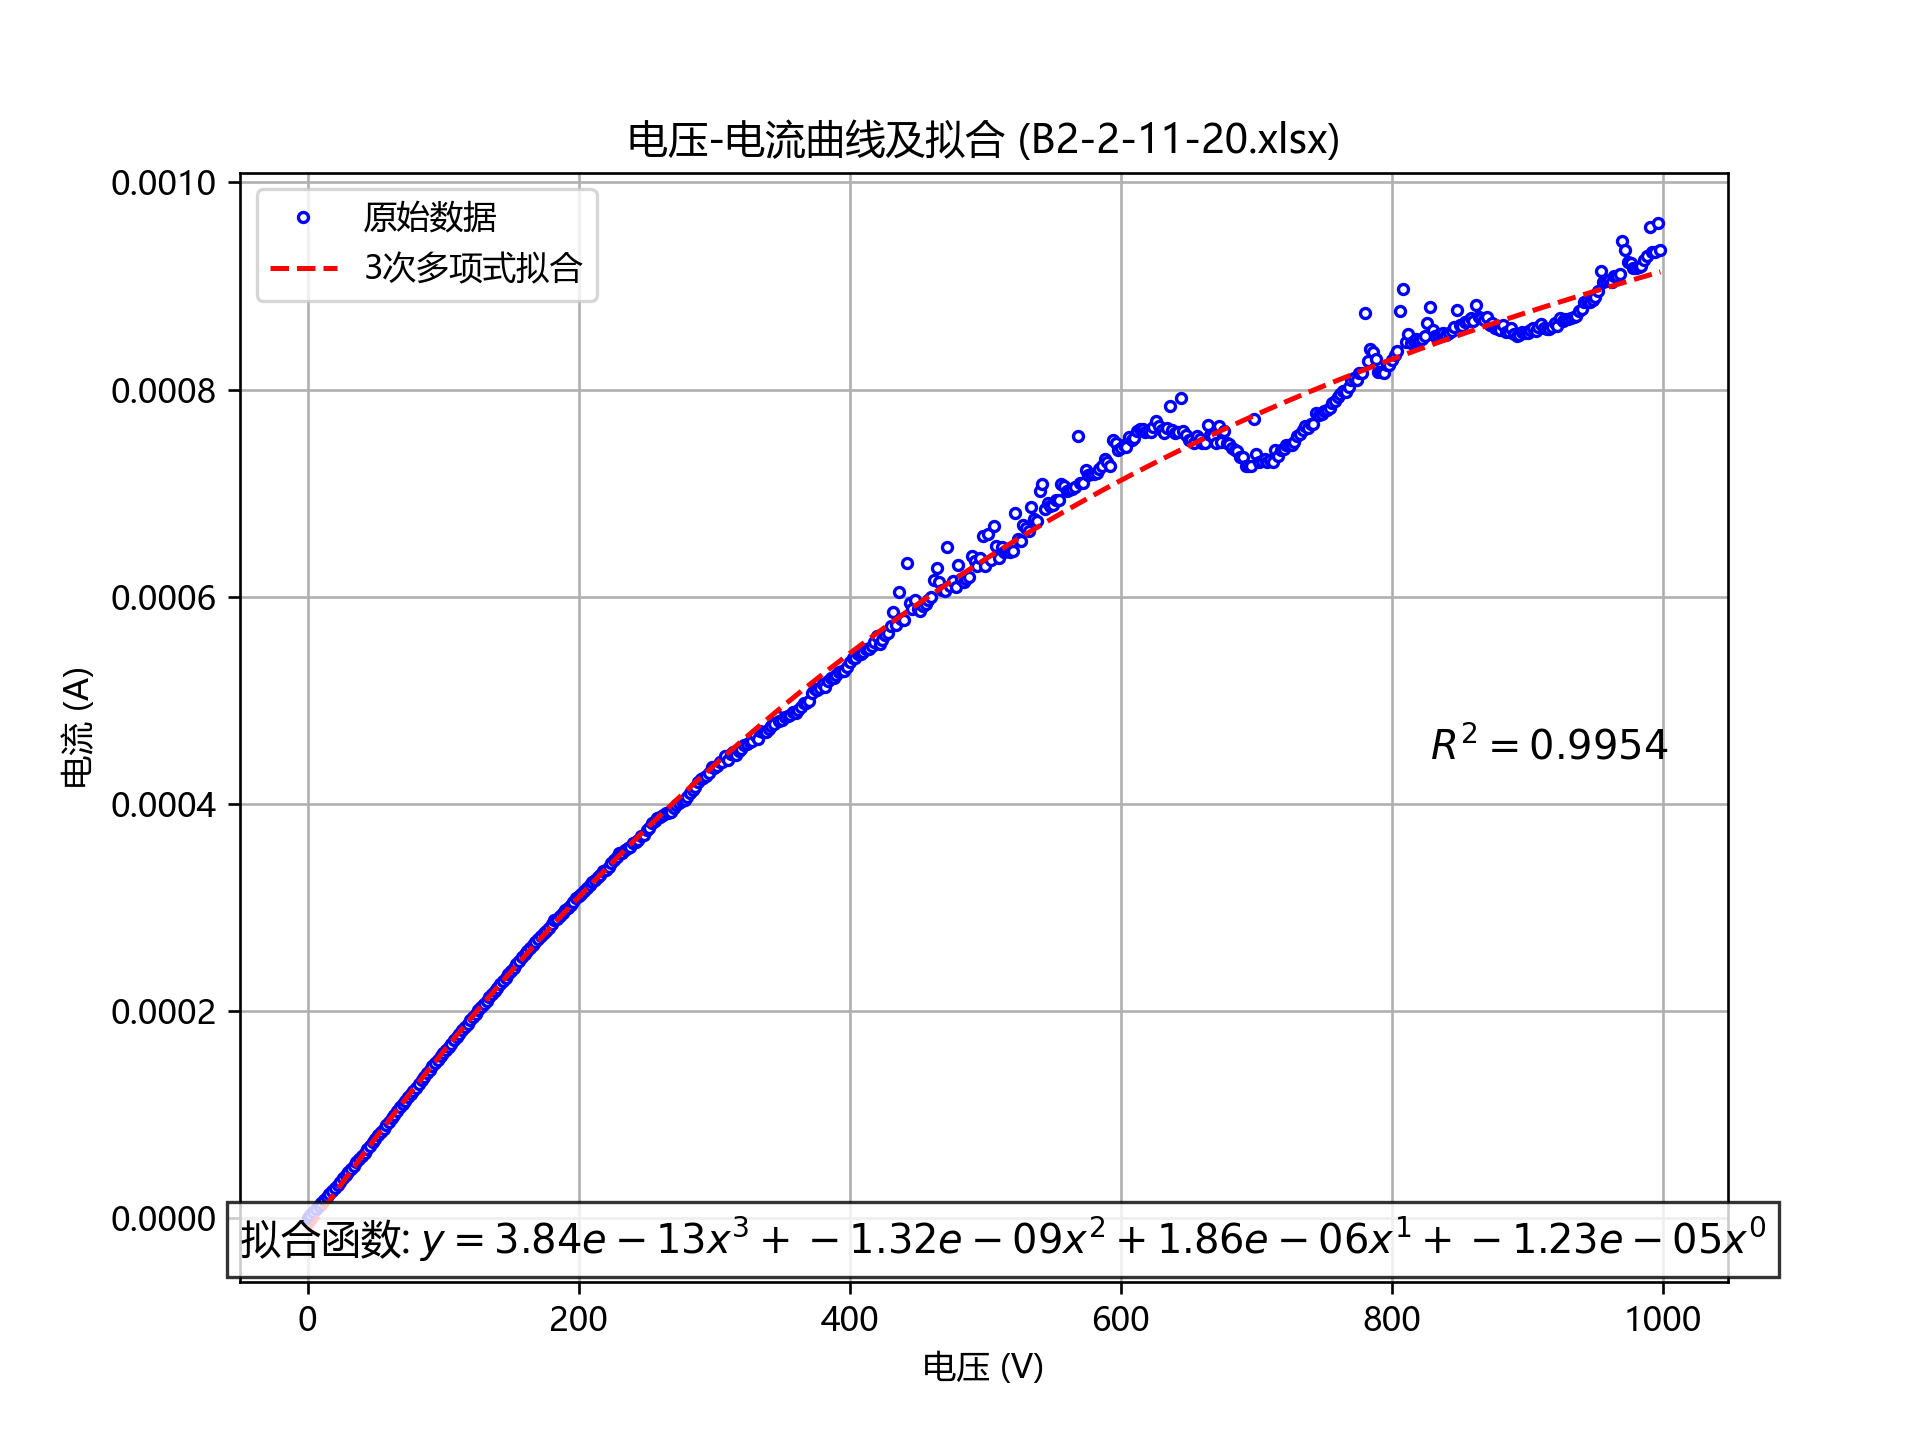 电压-电流曲线及拟合 (B2-2-11-20.xlsx)
原始数据
3次多项式拟合
0.0010
0.0008
0.0006
0.0004
0.0002
0.0000
电流 (A)
R² = 0.9954
拟合函数: y = 3.84e − 13x³ + − 1.32e − 09x² + 1.86e − 06x¹ + − 1.23e − 05x⁰
0 200 400 600 800 1000
电压 (V)